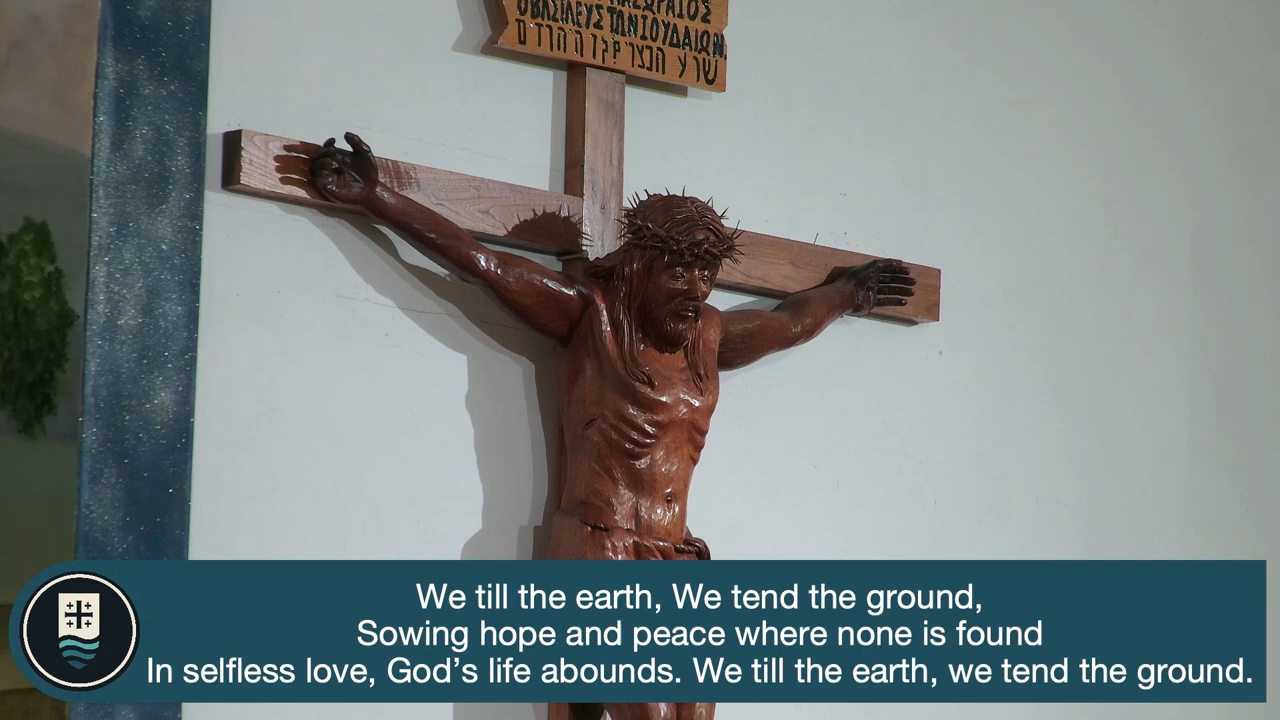 Ο ΒΑΣΙΛΕΥΣ ΤΩΝ ΙΟΥΔΑΙΩΝ
We till the earth, We tend the ground,
Sowing hope and peace where none is found
In selfless love, God’s life abounds. We till the earth, we tend the ground.